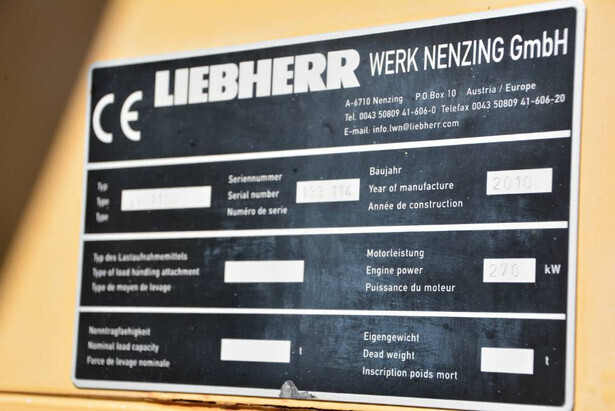 CE
LIEBHERR WERK NENZING GmbH
A-6710 Nenzing P.O.Box 10 Austria / Europe
Tel. 0043 50809 41-606-0 Telefax 0043 50809 41-606-20
E-mail: info.lwn@liebherr.com
Typ
Type
Type
Seriennummer
Serial number
Numéro de serie
Baujahr
Year of manufacture 2010
Année de construction
Typ des Lastaufnahmemittels
Type of load handling attachment
Type de moyen de levage
Motorleistung
Engine power 270 kW
Puissance du moteur
Nenntragfaehigkeit
Nominal load capacity t
Force de levage nominale
Eigengewicht
Dead weight t
Inscription poids mort